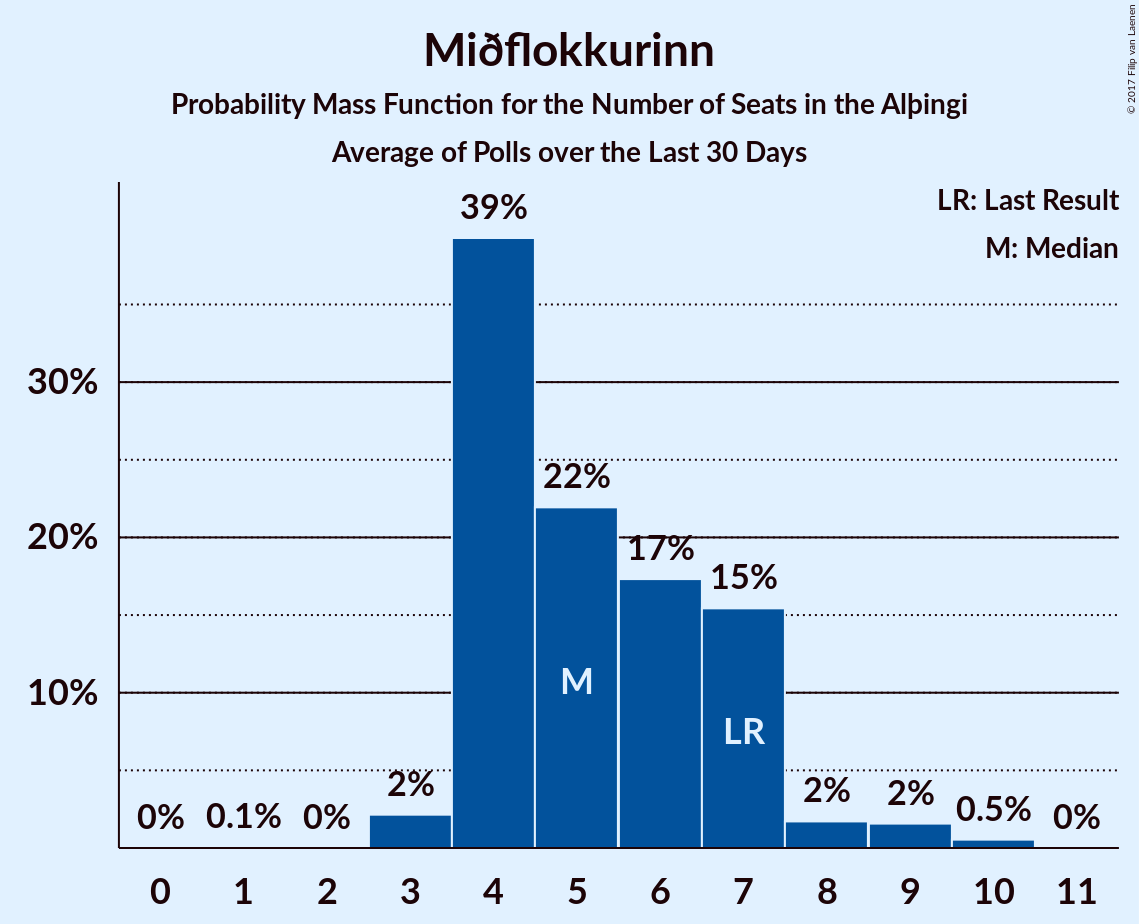 Miðflokkurinn
Probability Mass Function for the Number of Seats in the Alþingi
Average of Polls over the Last 30 Days
© 2017 Filip van Laenen
LR: Last Result
M: Median
39%
30%
22%
20%
17%
15%
M
10%
LR
0% 0.1% 0% 2% 2% 2% 0.5% 0%
0 1 2 3 4 5 6 7 8 9 10 11